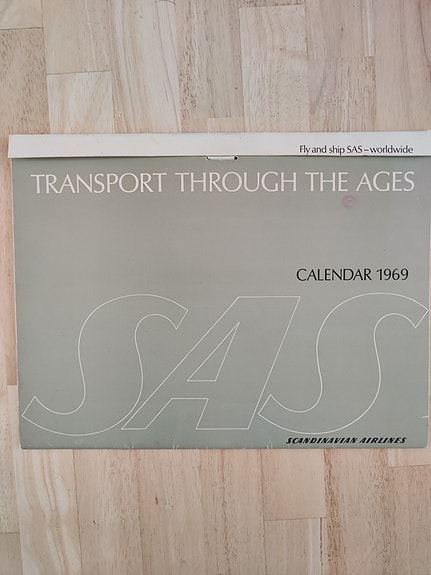 Fly and ship SAS – worldwide
TRANSPORT THROUGH THE AGES
CALENDAR 1969
SAS
SCANDINAVIAN AIRLINES